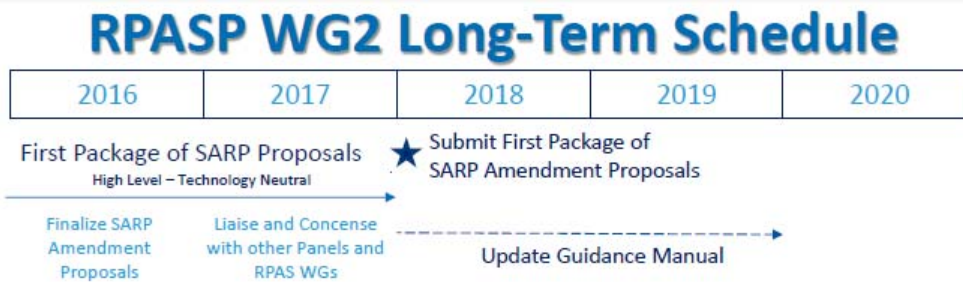 RPASP WG2 Long-Term Schedule
2016 2017 2018 2019 2020
First Package of SARP Proposals
High Level – Technology Neutral
Submit First Package of
SARP Amendment Proposals
Finalize SARP
Amendment
Proposals
Liaise and Concense
with other Panels and
RPAS WGs
Update Guidance Manual